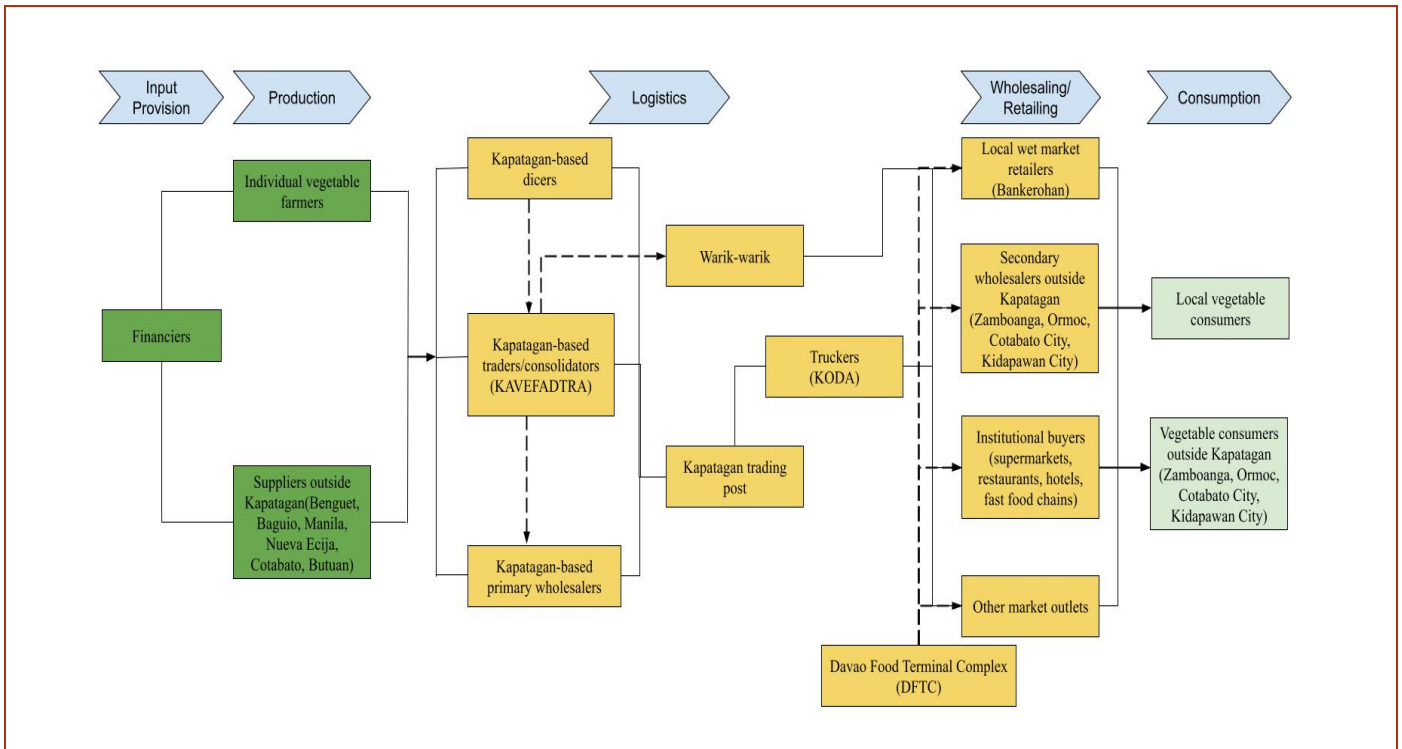 Input
Provision
Production
Logistics
Wholesaling/
Retailing
Consumption
Individual vegetable
farmers
Financiers
Suppliers outside
Kapatagan(Benguet,
Baguio, Manila,
Nueva Ecija,
Cotabato, Butuan)
Kapatagan-based
dicers
Kapatagan-based
traders/consolidators
(KAVEFADTRA)
Kapatagan-based
primary wholesalers
Warik-warik
Kapatagan trading
post
Truckers
(KODA)
Davao Food Terminal Complex
(DFTC)
Local wet market
retailers
(Bankerohan)
Secondary
wholesalers outside
Kapatagan
(Zamboanga, Ormoc,
Cotabato City,
Kidapawan City)
Institutional buyers
(supermarkets,
restaurants, hotels,
fast food chains)
Other market outlets
Local vegetable
consumers
Vegetable consumers
outside Kapatagan
(Zamboanga, Ormoc,
Cotabato City,
Kidapawan City)